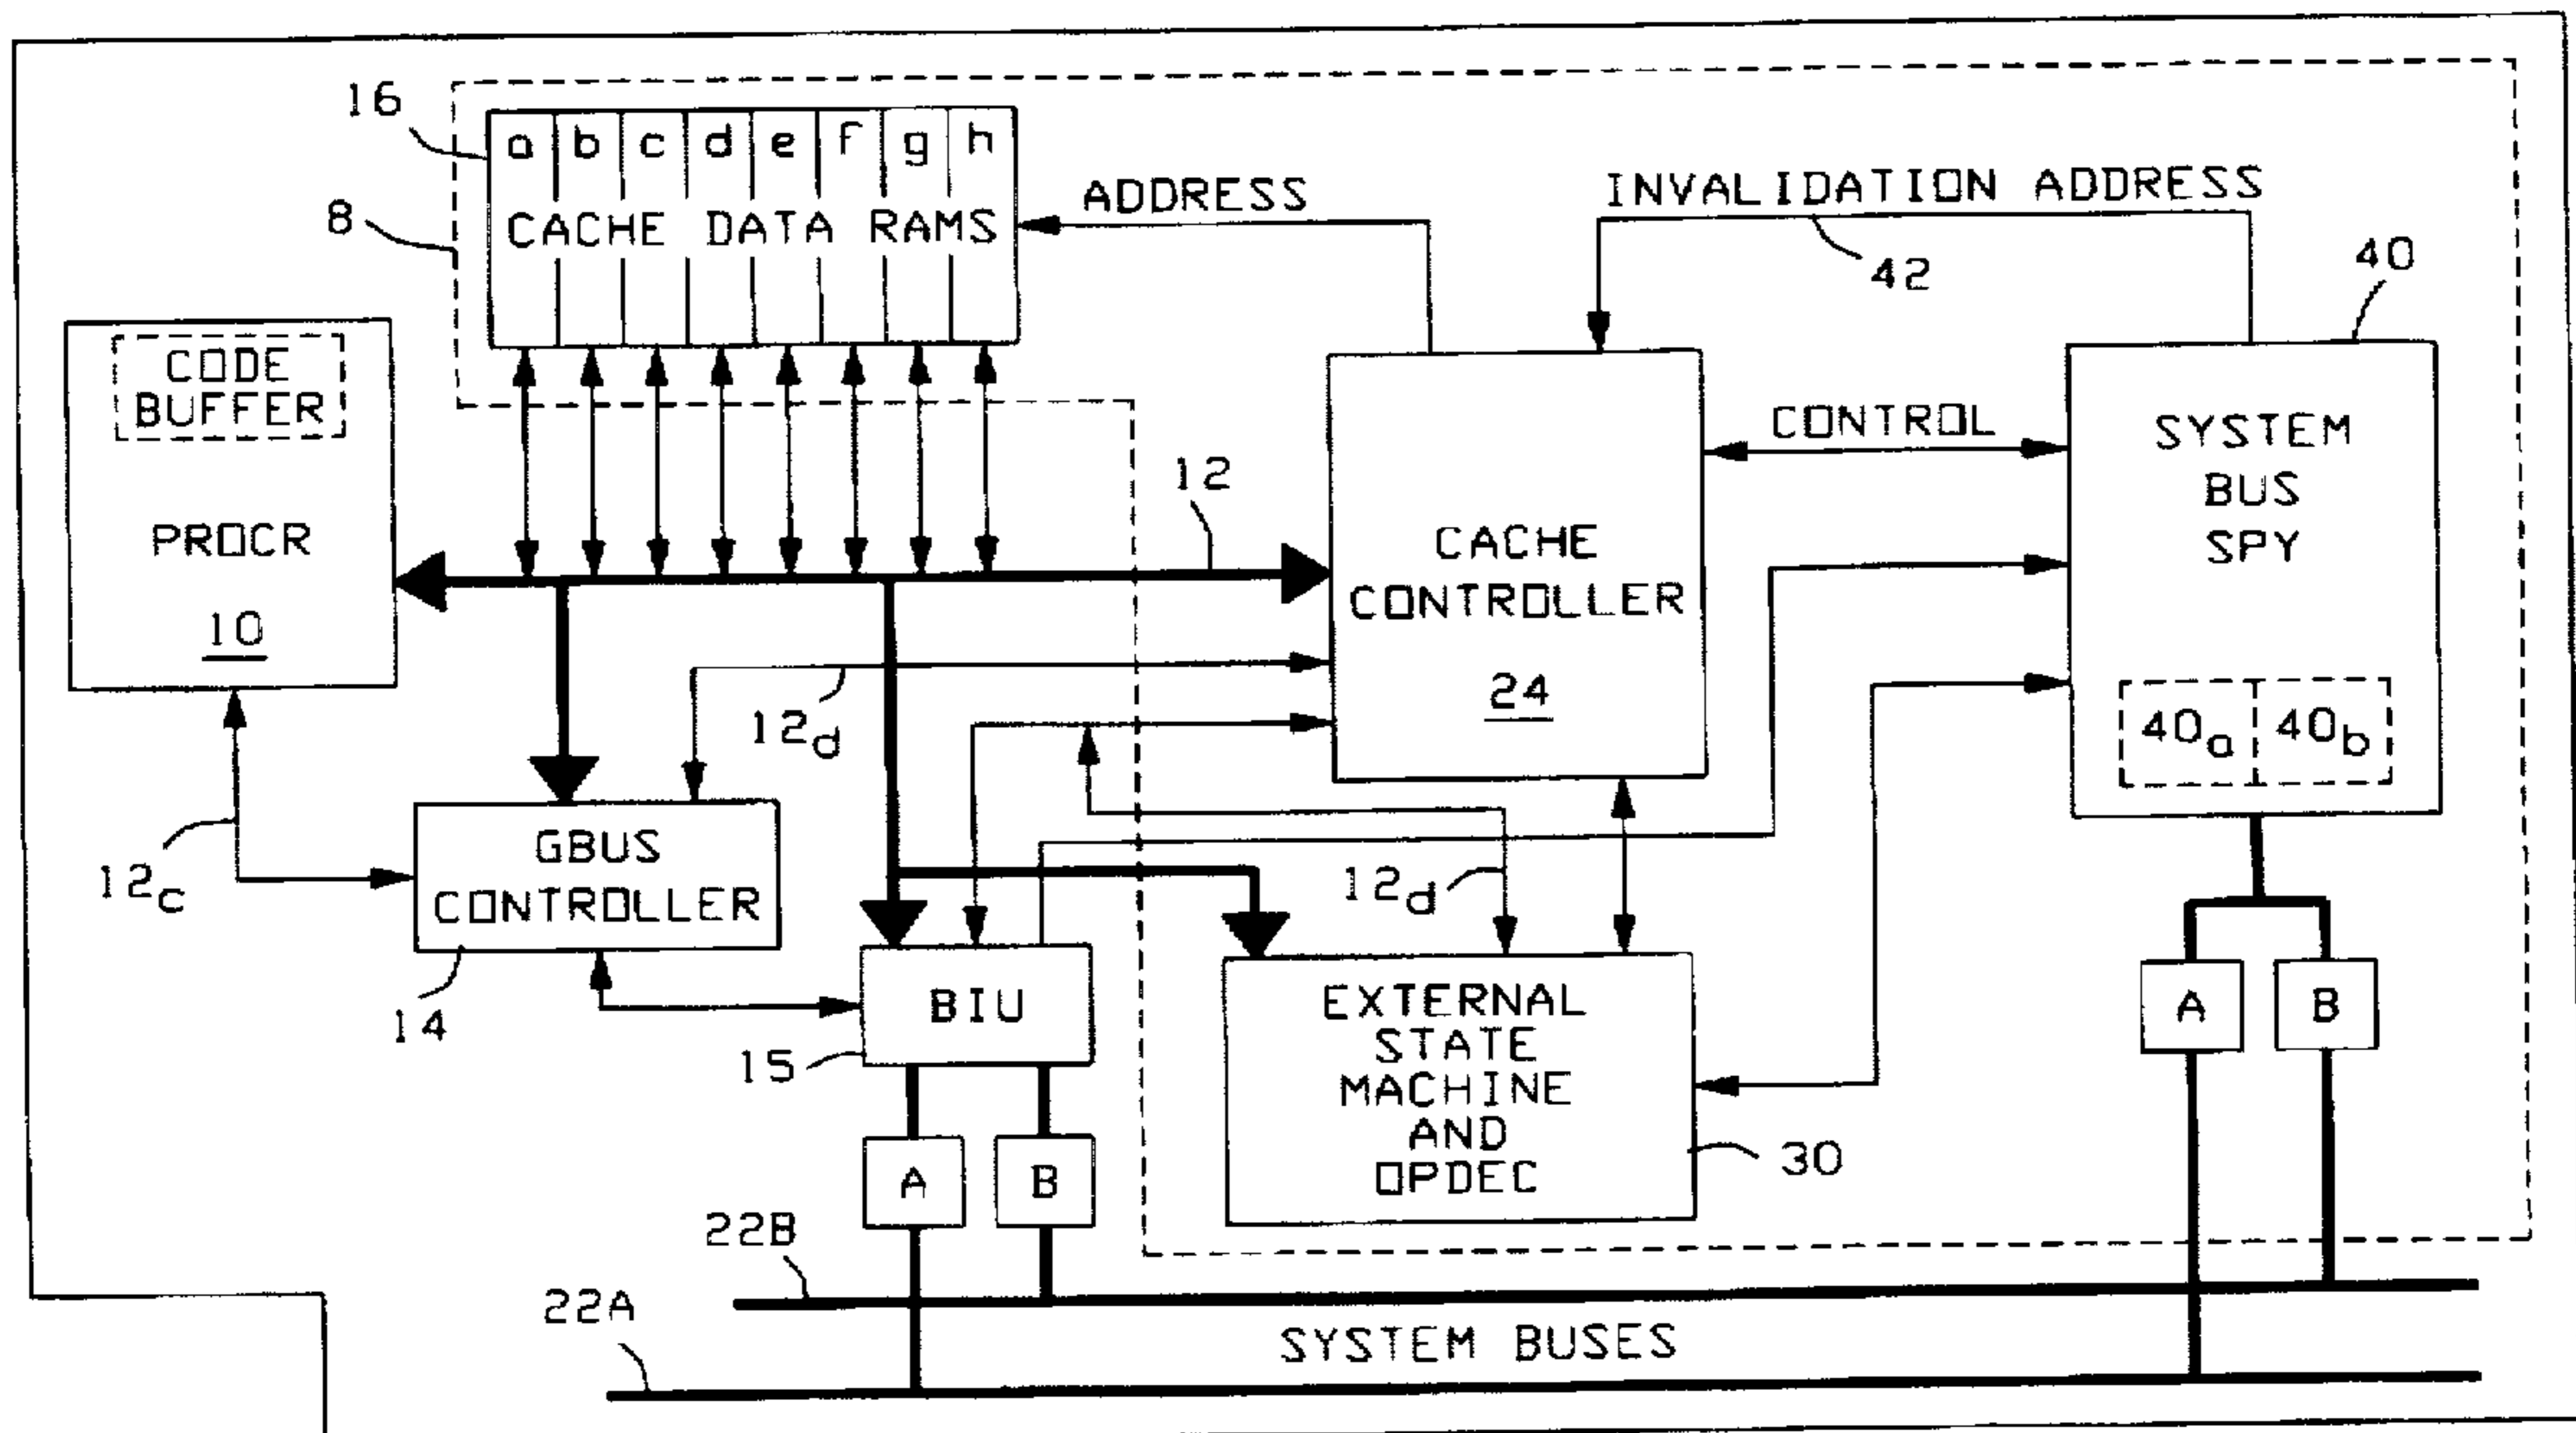 16
a b c d e f g h
CACHE DATA RAMS
8
ADDRESS
INVALIDATION ADDRESS
42
40
CODE
BUFFER
PROCR
10
12
CACHE
CONTROLLER
24
CONTROL
SYSTEM
BUS
SPY
40a 40b
12d
12c
GBUS
CONTROLLER
14
12d
BIU
15
EXTERNAL
STATE
MACHINE
AND
OPDEC
30
A B
A B
22B
22A
SYSTEM BUSES